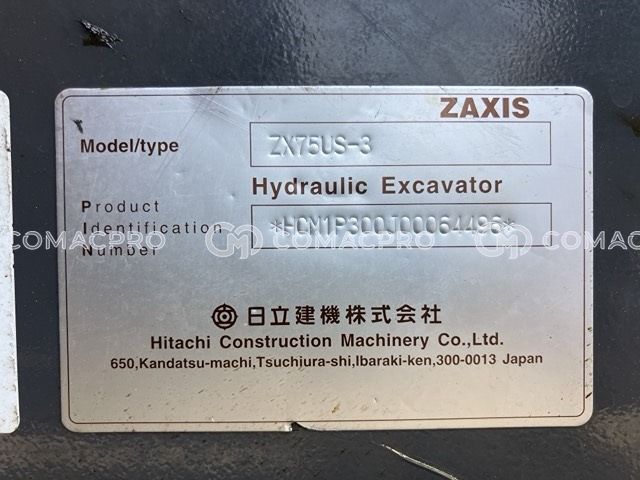 ZAXIS
Model/type ZX75US-3
Hydraulic Excavator
Product
Identification *HCM1P300J00064496*
Number
COMACPRO COMACPRO COMACPRO
日立建機株式会社
Hitachi Construction Machinery Co.,Ltd.
650,Kandatsu-machi,Tsuchiura-shi,Ibaraki-ken,300-0013 Japan